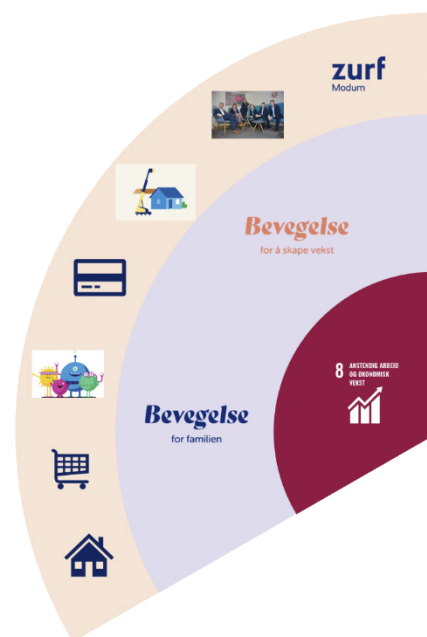 zurf
Modum
Bevegelse
for å skape vekst
8 ANSTENDIG ARBEID
OG ØKONOMISK
VEKST
Bevegelse
for familien